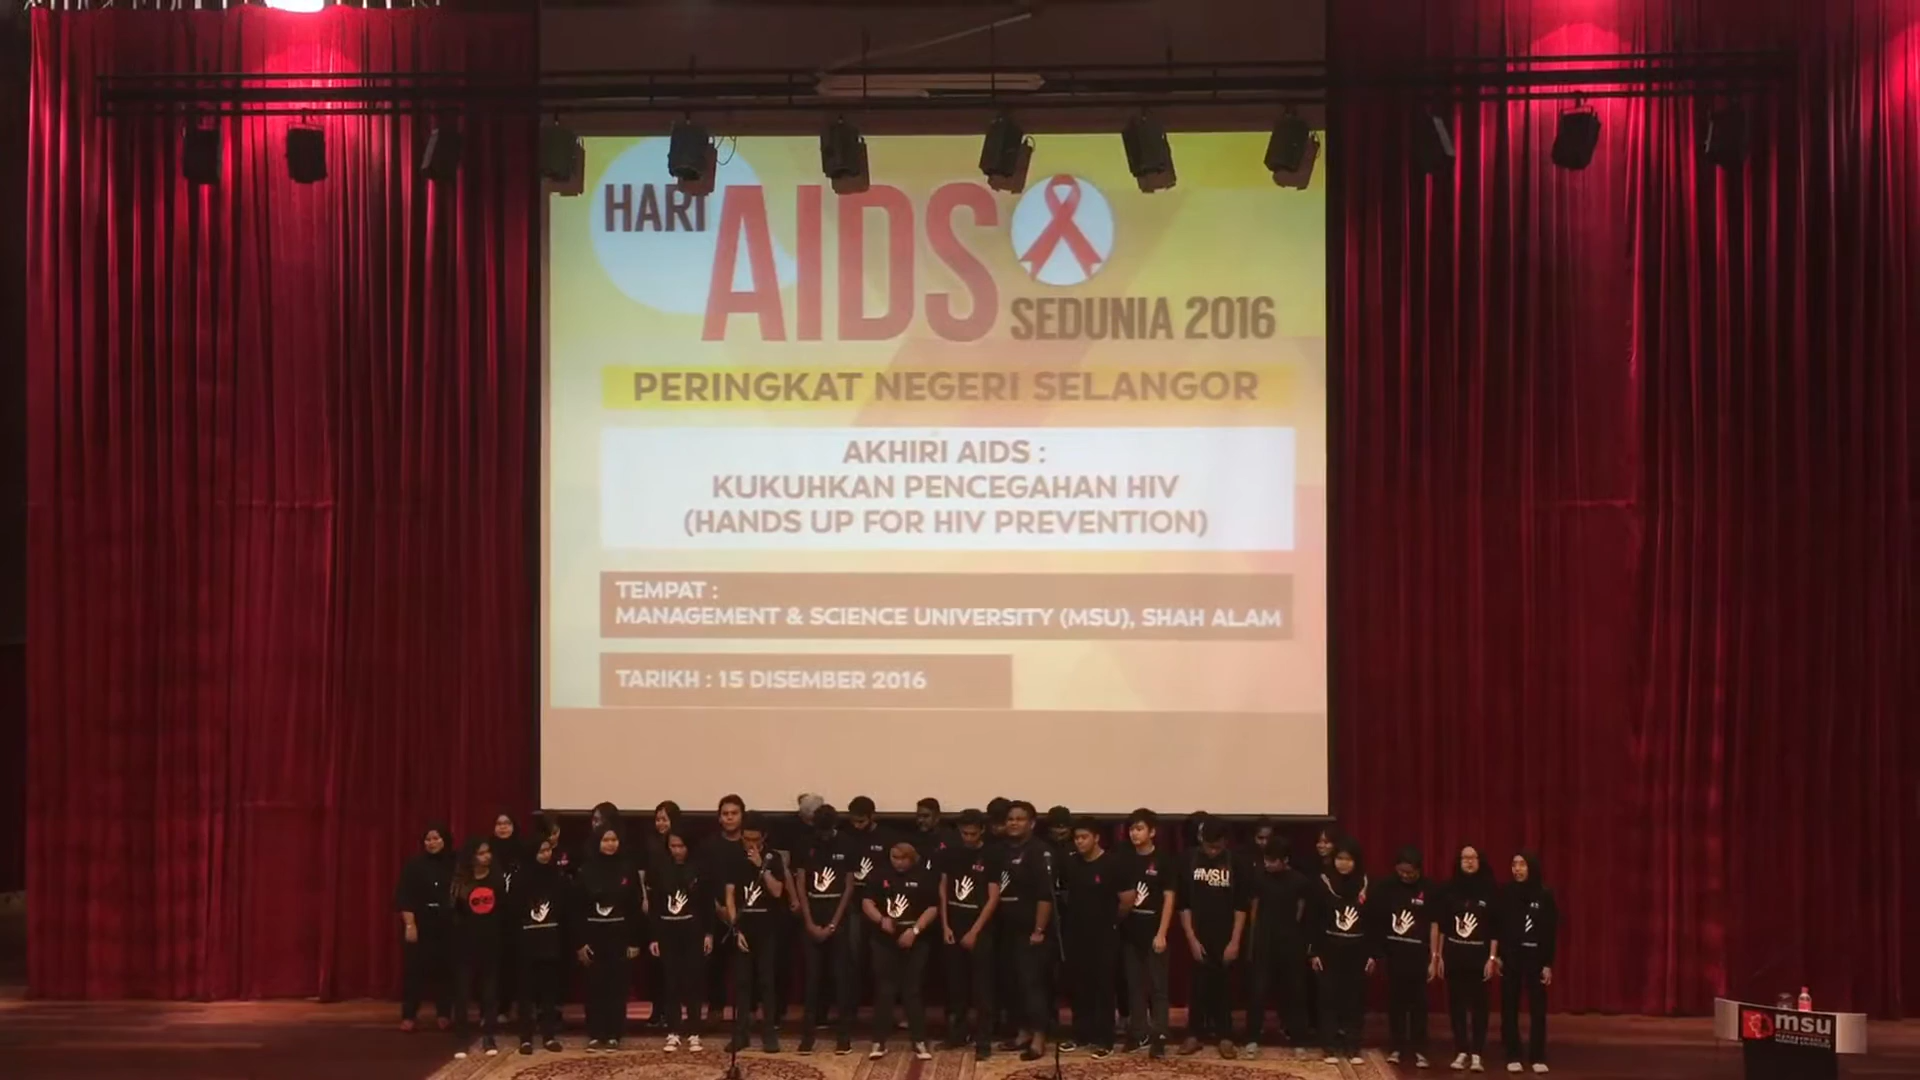 HARI
AIDS
SEDUNIA 2016
PERINGKAT NEGERI SELANGOR
AKHIRI AIDS :
KUKUHKAN PENCEGAHAN HIV
(HANDS UP FOR HIV PREVENTION)
TEMPAT :
MANAGEMENT & SCIENCE UNIVERSITY (MSU), SHAH ALAM
TARIKH : 15 DISEMBER 2016
#MSU
cares
msu